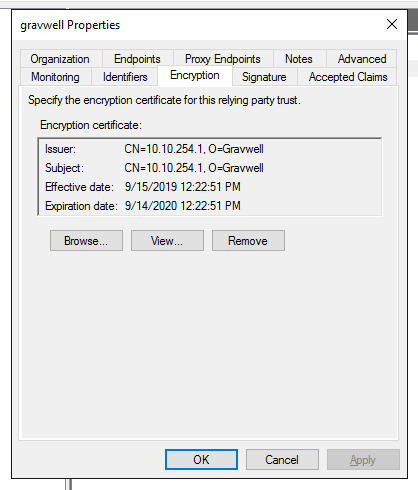 gravwell Properties
Organization Endpoints Proxy Endpoints Notes Advanced
Monitoring Identifiers Encryption Signature Accepted Claims
Specify the encryption certificate for this relying party trust.
Encryption certificate:
Issuer: CN=10.10.254.1, O=Gravwell
Subject: CN=10.10.254.1, O=Gravwell
Effective date: 9/15/2019 12:22:51 PM
Expiration date: 9/14/2020 12:22:51 PM
Browse... View... Remove
OK Cancel Apply